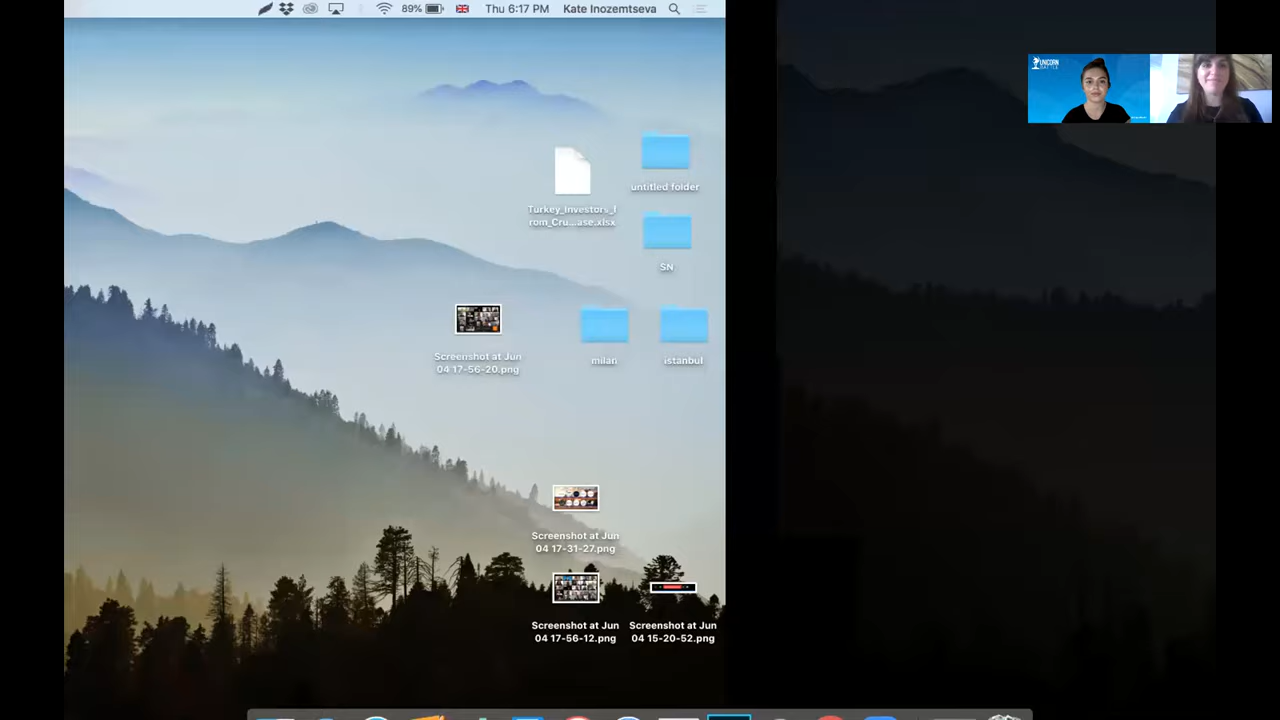 89%
Thu 6:17 PM
Kate Inozemtseva
UNICORN
BATTLE
untitled folder
Turkey_Investors_f
rom_Cru...ase.xlsx
SN
Screenshot at Jun
04 17-56-20.png
milan
istanbul
Screenshot at Jun
04 17-31-27.png
Screenshot at Jun
04 17-56-12.png
Screenshot at Jun
04 15-20-52.png